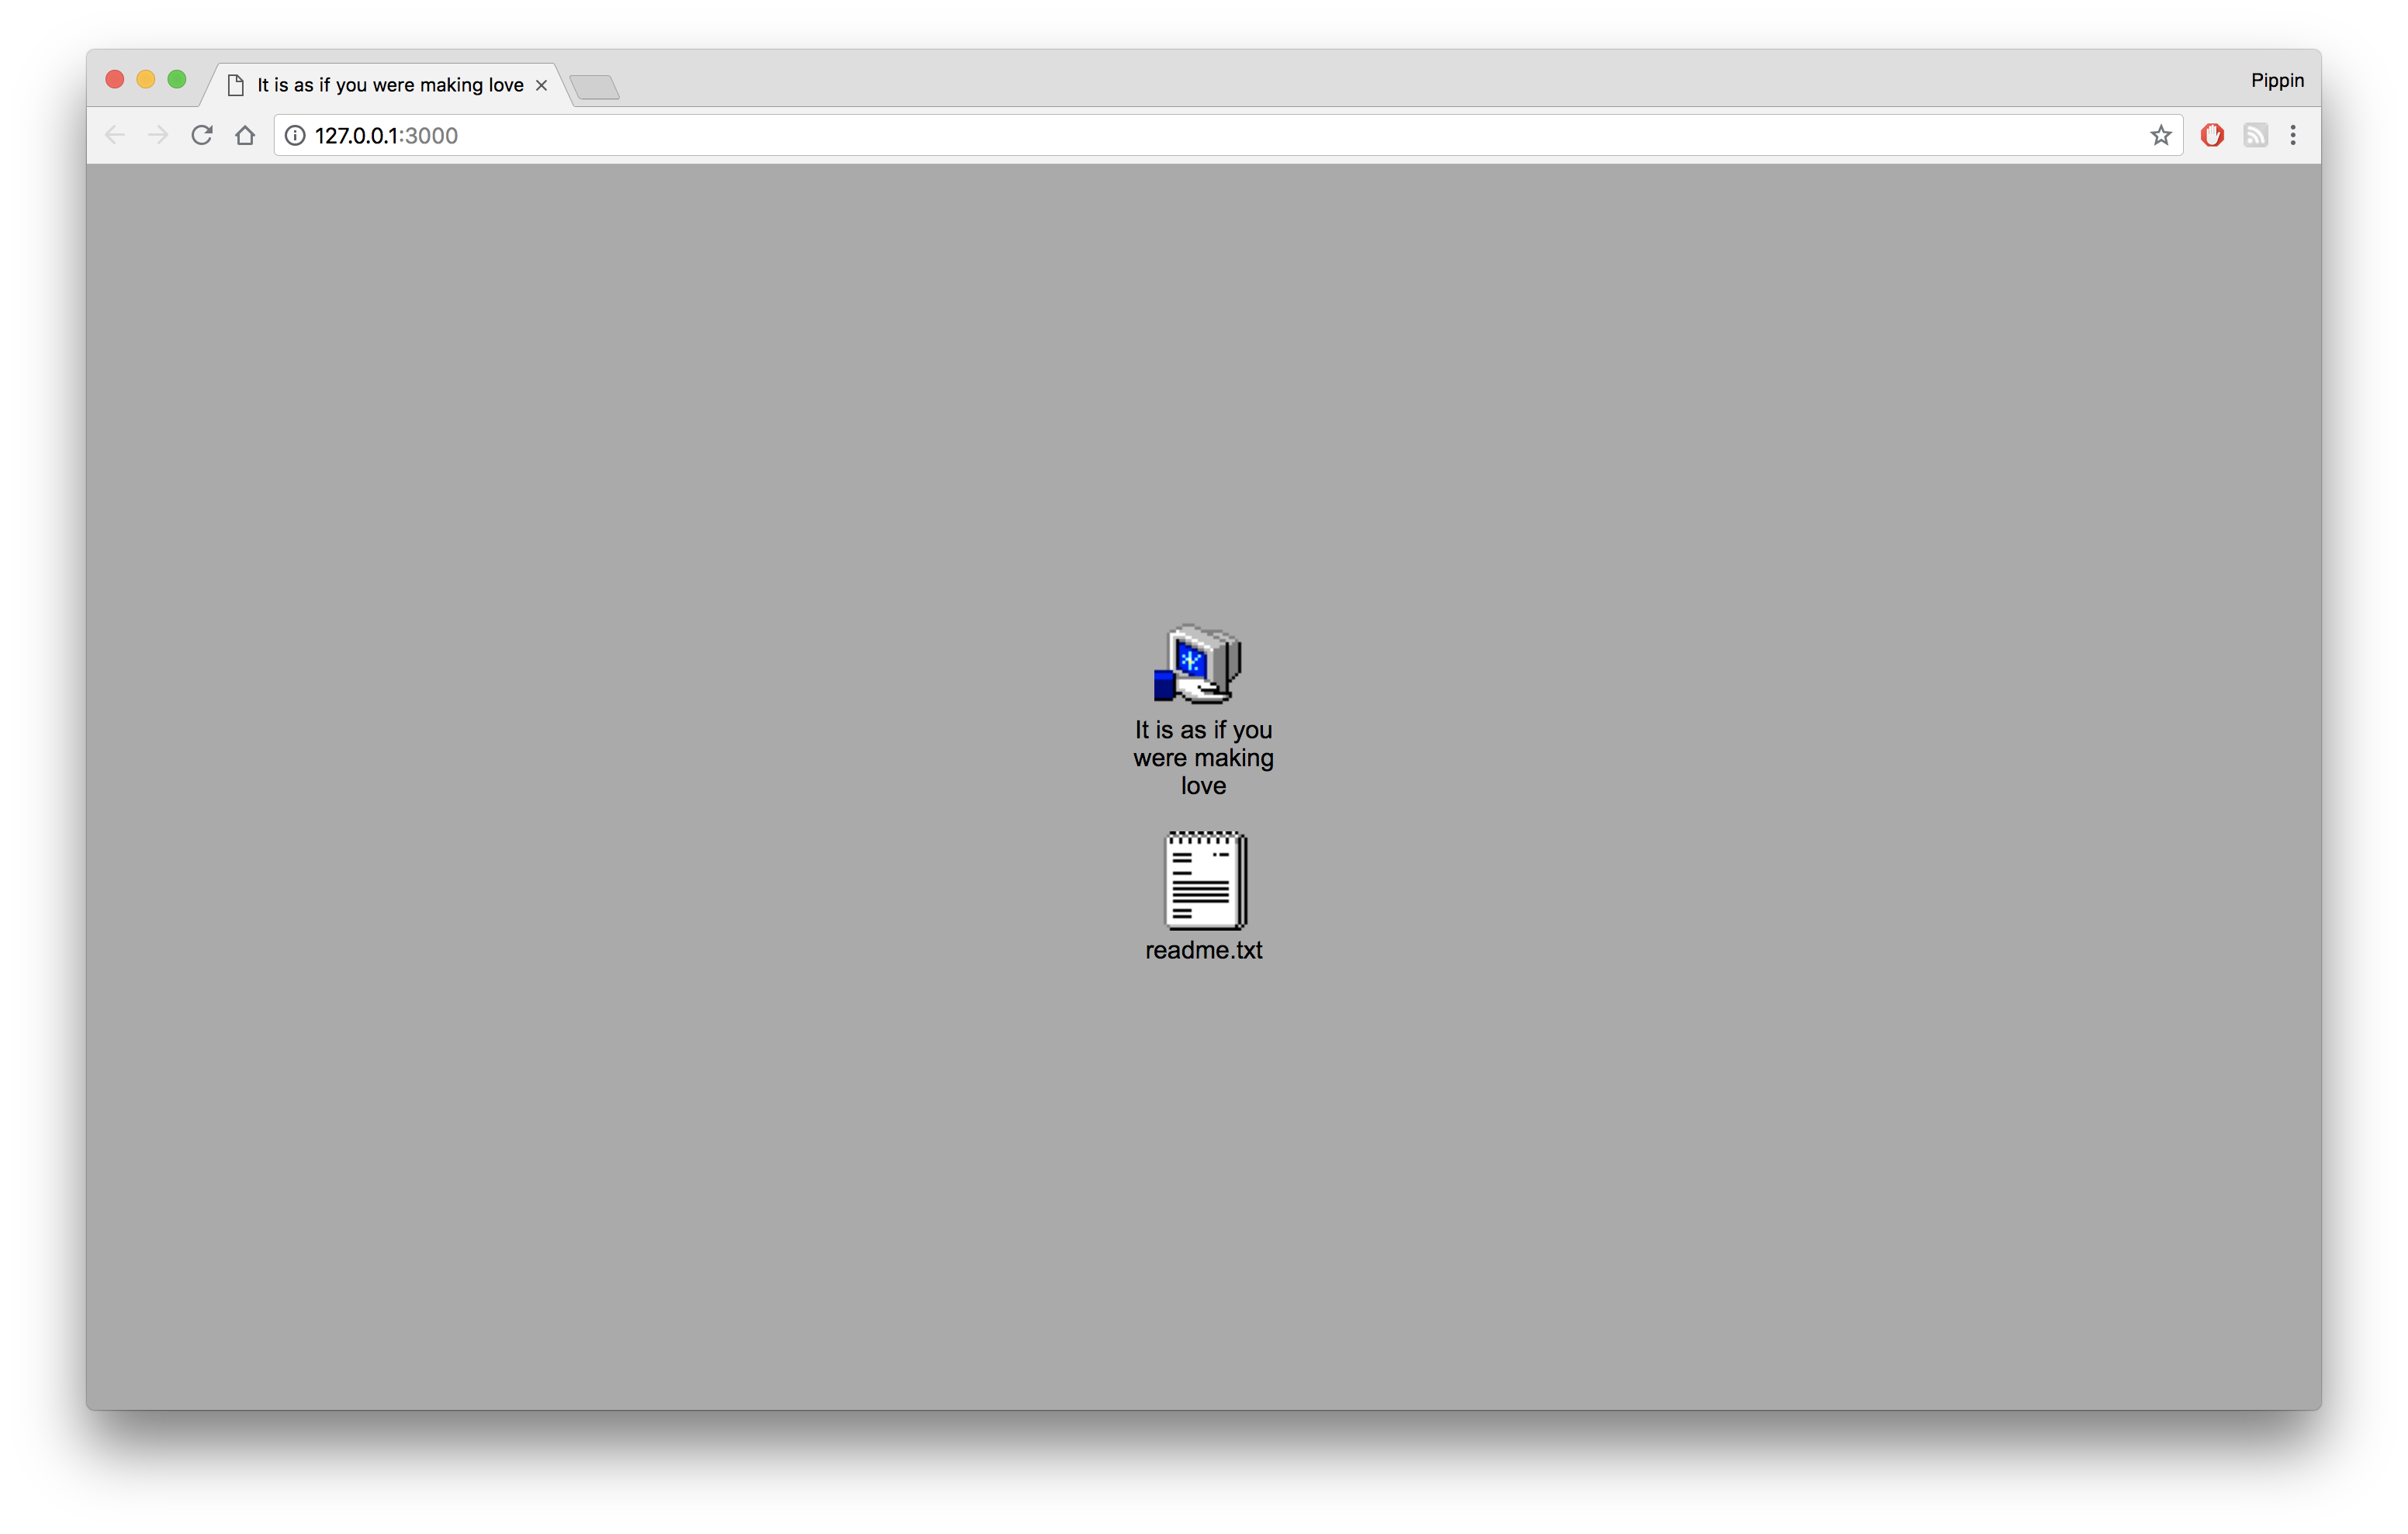 It is as if you were making love
Pippin
127.0.0.1:3000
It is as if you
were making
love
readme.txt